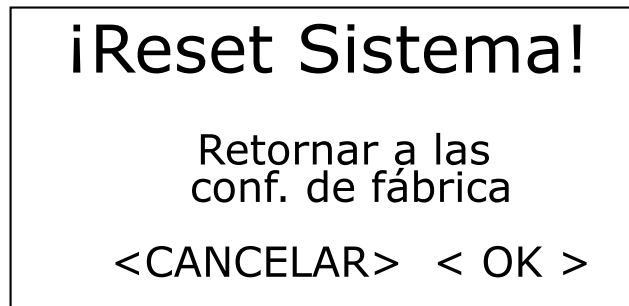 ¡Reset Sistema!
Retornar a las
conf. de fábrica
<CANCELAR> < OK >